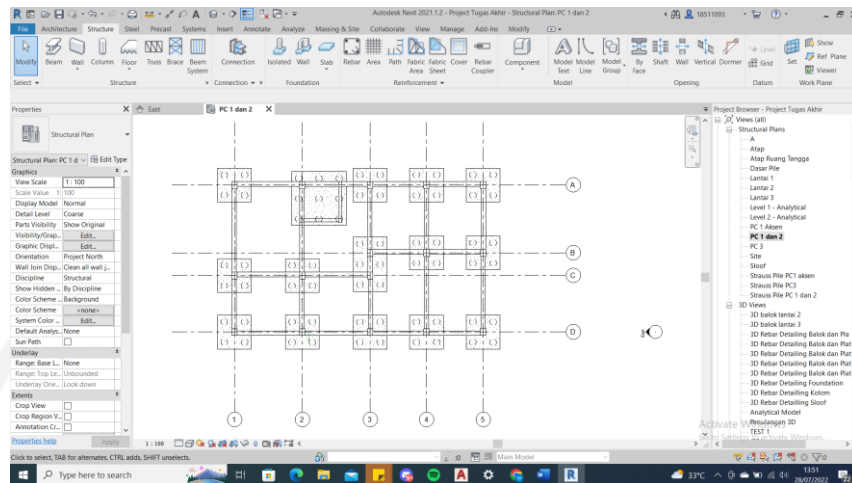 Autodesk Revit 2021.1.2 - Project Tugas Akhir - Structural Plan: PC 1 dan 2
18511093
File Architecture Structure Steel Precast Systems Insert Annotate Analyze Massing & Site Collaborate View Manage Add-Ins Modify
Modify Beam Wall Column Floor Truss Brace Beam System Connection Isolated Wall Slab Rebar Area Path Fabric Area Fabric Sheet Cover Rebar Coupler Component Model Text Model Line Model Group By Face Shaft Wall Vertical Dormer Level Grid Set Show Ref Plane Viewer
Select Structure Connection Foundation Reinforcement Model Opening Datum Work Plane
Properties
Structural Plan
Structural Plan: PC 1 d Edit Type
Graphics
View Scale 1 : 100
Scale Value 1: 100
Display Model Normal
Detail Level Coarse
Parts Visibility Show Original
Visibility/Grap... Edit...
Graphic Displ... Edit...
Orientation Project North
Wall Join Disp... Clean all wall j...
Discipline Structural
Show Hidden ... By Discipline
Color Scheme ... Background
Color Scheme <none>
System Color ... Edit...
Default Analys... None
Sun Path
Underlay
Range: Base L... None
Range: Top Le... Unbounded
Underlay Orie... Look down
Extents
Crop View
Crop Region V...
Annotation Cr...
Properties help Apply
East
PC 1 dan 2
A
B
C
D
1 2 3 4 5
1 : 100
Project Browser - Project Tugas Akhir
Views (all)
Structural Plans
A
Atap
Atap Ruang Tangga
Dasar Pile
Lantai 1
Lantai 2
Lantai 3
Level 1 - Analytical
Level 2 - Analytical
PC 1 Aksen
PC 1 dan 2
PC 3
Site
Sloof
Strauss Pile PC1 aksen
Strauss Pile PC3
Strauss Pile PC 1 dan 2
3D Views
3D balok lantai 2
3D balok lantai 3
3D Rebar Detailing Balok dan Pla
3D Rebar Detailing Balok dan Plat
3D Rebar Detailing Balok dan Plat
3D Rebar Detailing Balok dan Plat
3D Rebar Detailing Foundation
3D Rebar Detailing Kolom
3D Rebar Detailing Sloof
Analytical Model
Penulangan 3D
TEST 1
Activate Windows
Go to Settings to activate Windows.
Click to select, TAB for alternates, CTRL adds, SHIFT unselects.
Main Model
Type here to search
33°C
13:51
28/07/2022
22